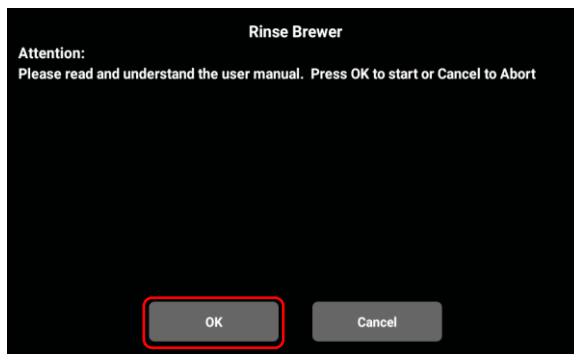 Rinse Brewer
Attention:
Please read and understand the user manual.  Press OK to start or Cancel to Abort
OK
Cancel